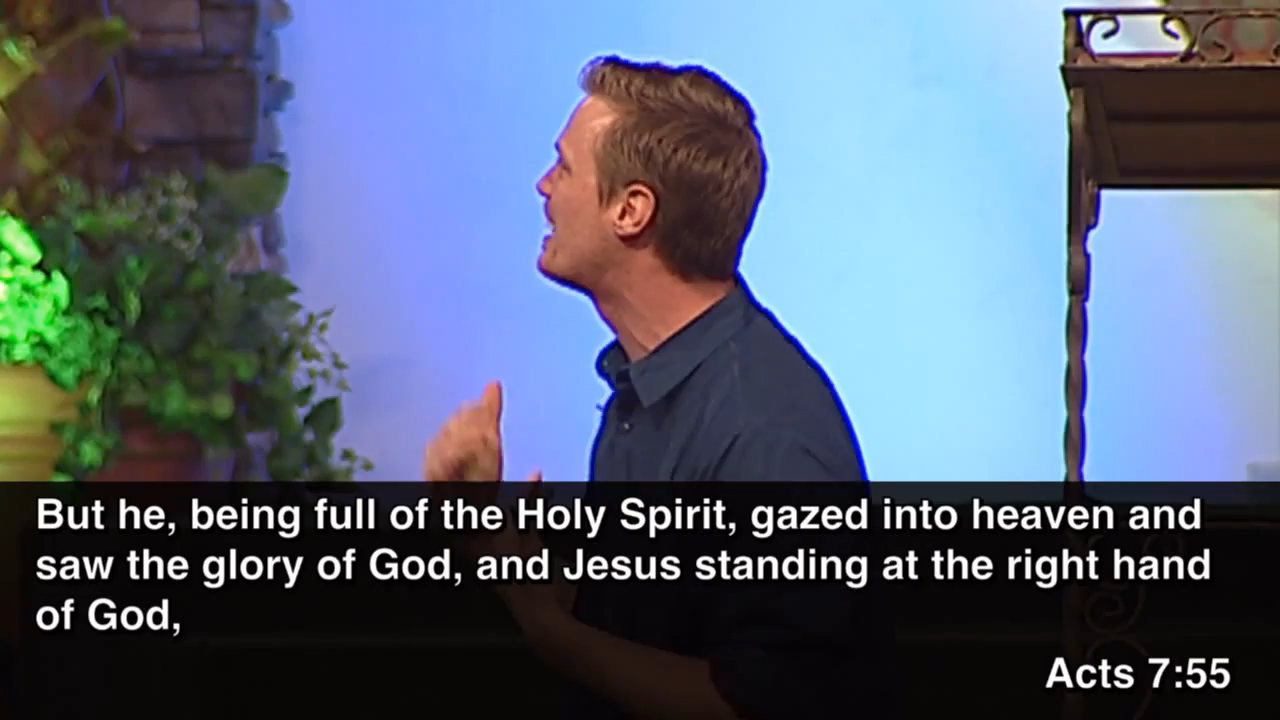 But he, being full of the Holy Spirit, gazed into heaven and
saw the glory of God, and Jesus standing at the right hand
of God,
Acts 7:55